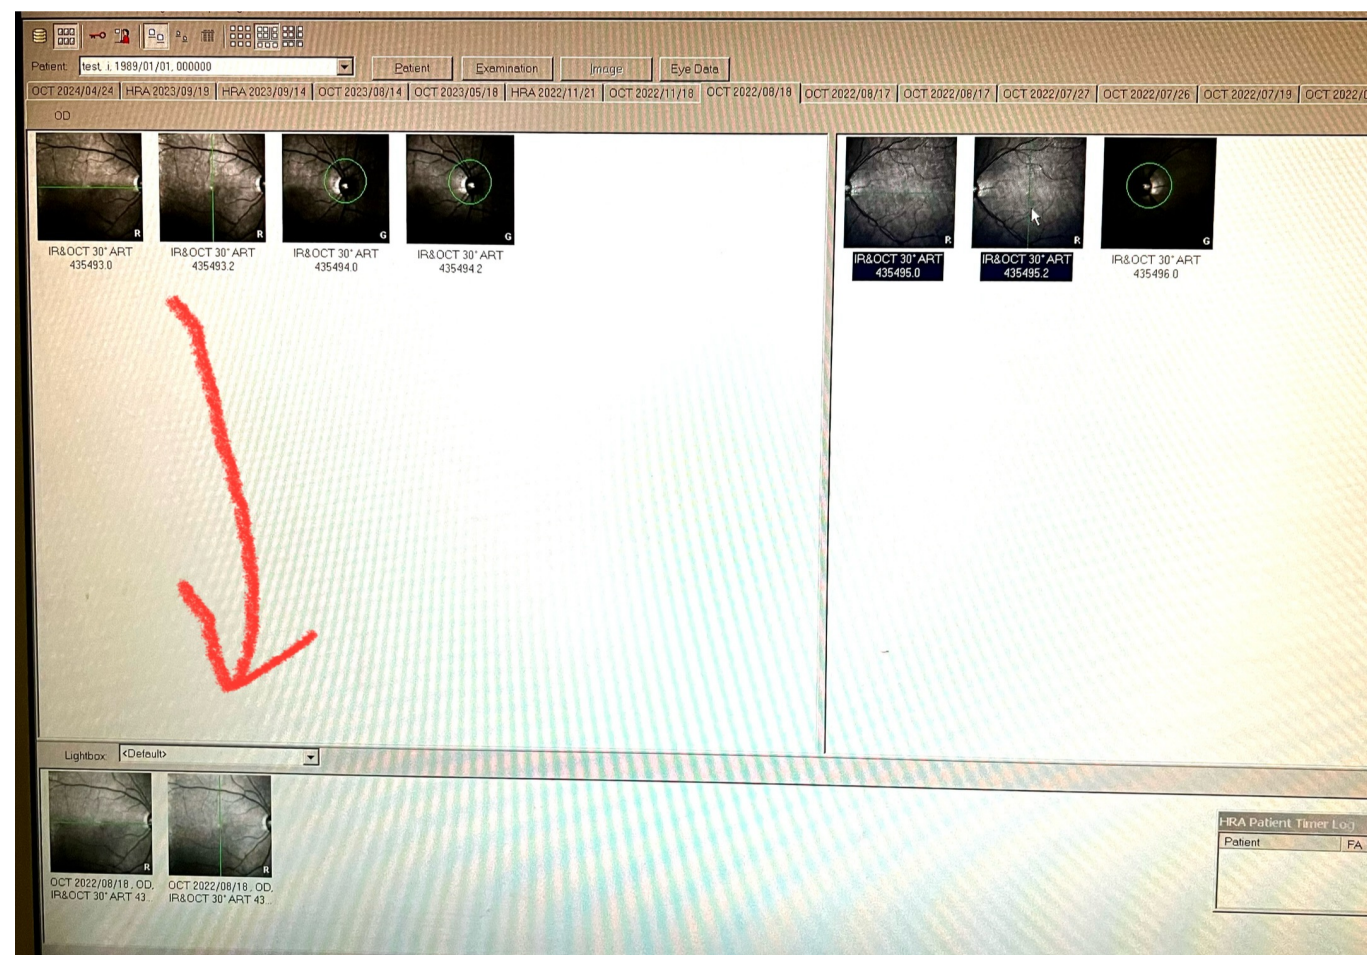 Patient: test, i, 1989/01/01, 000000
Patient Examination Image Eye Data
OCT 2024/04/24 HRA 2023/09/19 HRA 2023/09/14 OCT 2023/08/14 OCT 2023/05/18 HRA 2022/11/21 OCT 2022/11/18 OCT 2022/08/18 OCT 2022/08/17 OCT 2022/08/17 OCT 2022/07/27 OCT 2022/07/26 OCT 2022/07/19 OCT 2022/0
OD
R R G G R R G
IR&OCT 30° ART IR&OCT 30° ART IR&OCT 30° ART IR&OCT 30° ART IR&OCT 30° ART IR&OCT 30° ART IR&OCT 30° ART
435493.0 435493.2 435494.0 435494.2 435495.0 435495.2 435496.0
Lightbox: <Default>
R R
OCT 2022/08/18, OD, OCT 2022/08/18, OD,
IR&OCT 30° ART 43... IR&OCT 30° ART 43...
HRA Patient Timer Log
Patient FA